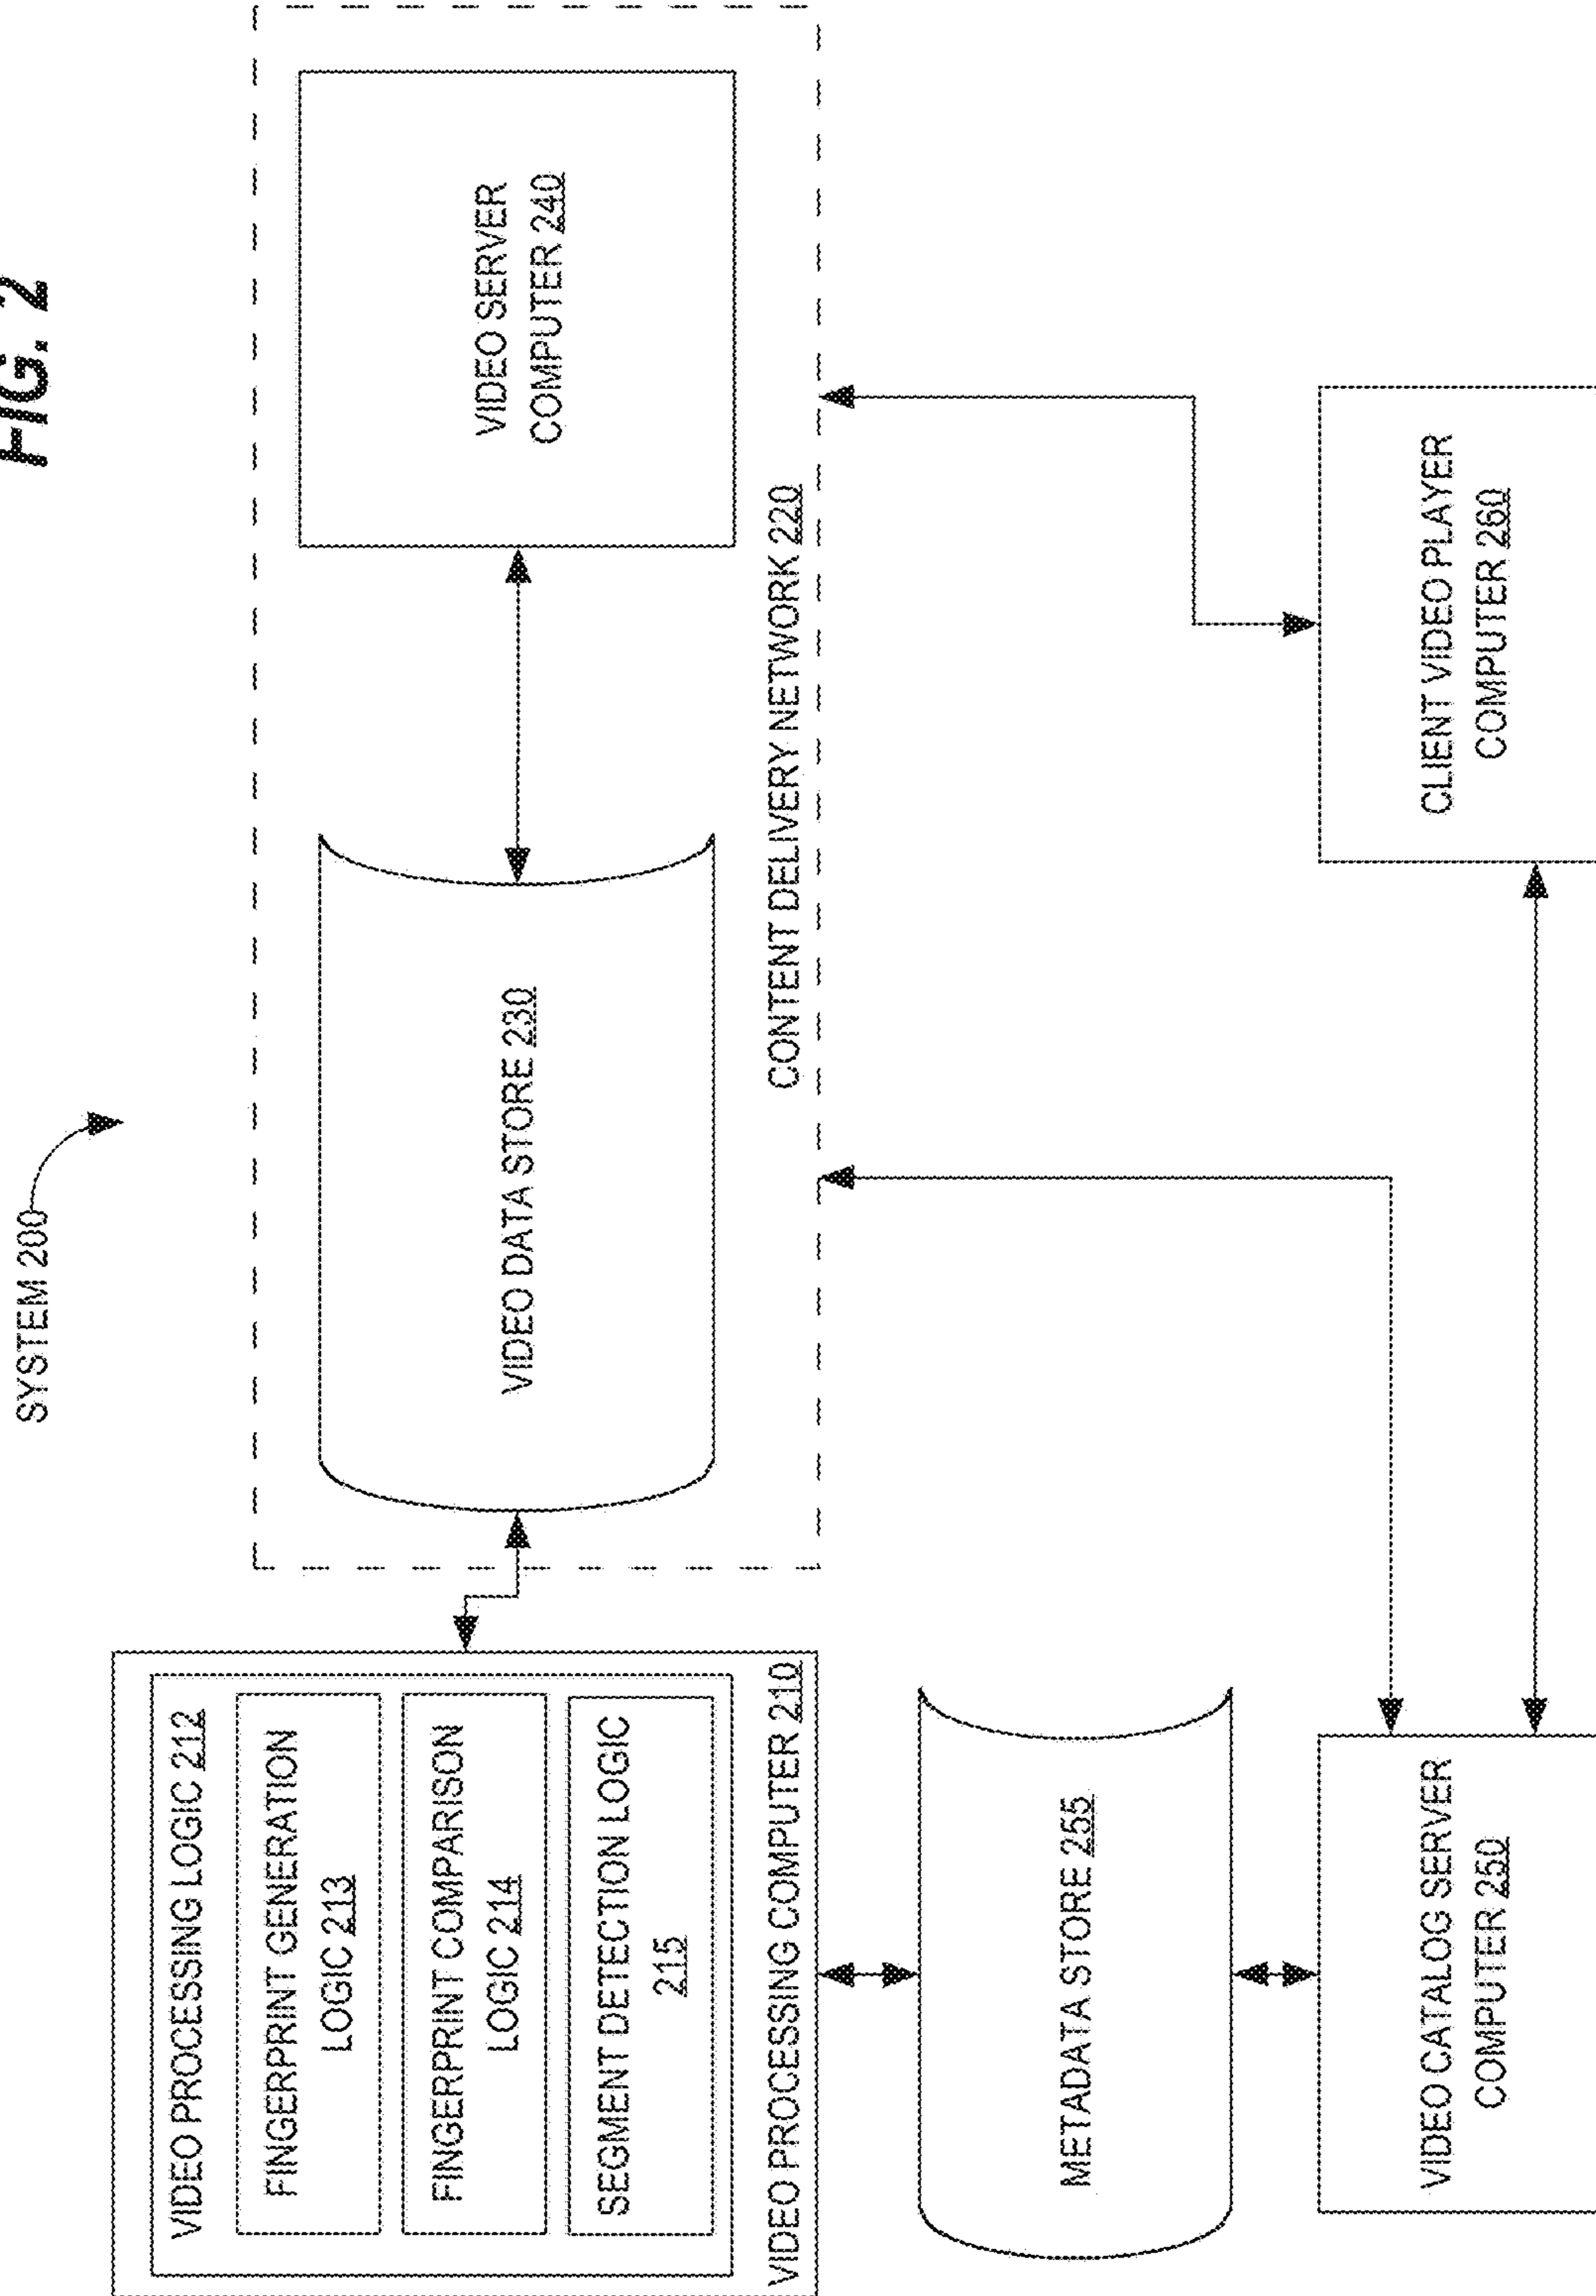 FIG. 2
SYSTEM 200
VIDEO PROCESSING LOGIC 212
FINGERPRINT GENERATION
LOGIC 213
FINGERPRINT COMPARISON
LOGIC 214
SEGMENT DETECTION LOGIC
215
VIDEO PROCESSING COMPUTER 210
VIDEO DATA STORE 230
VIDEO SERVER
COMPUTER 240
CONTENT DELIVERY NETWORK 220
METADATA STORE 255
VIDEO CATALOG SERVER
COMPUTER 250
CLIENT VIDEO PLAYER
COMPUTER 260